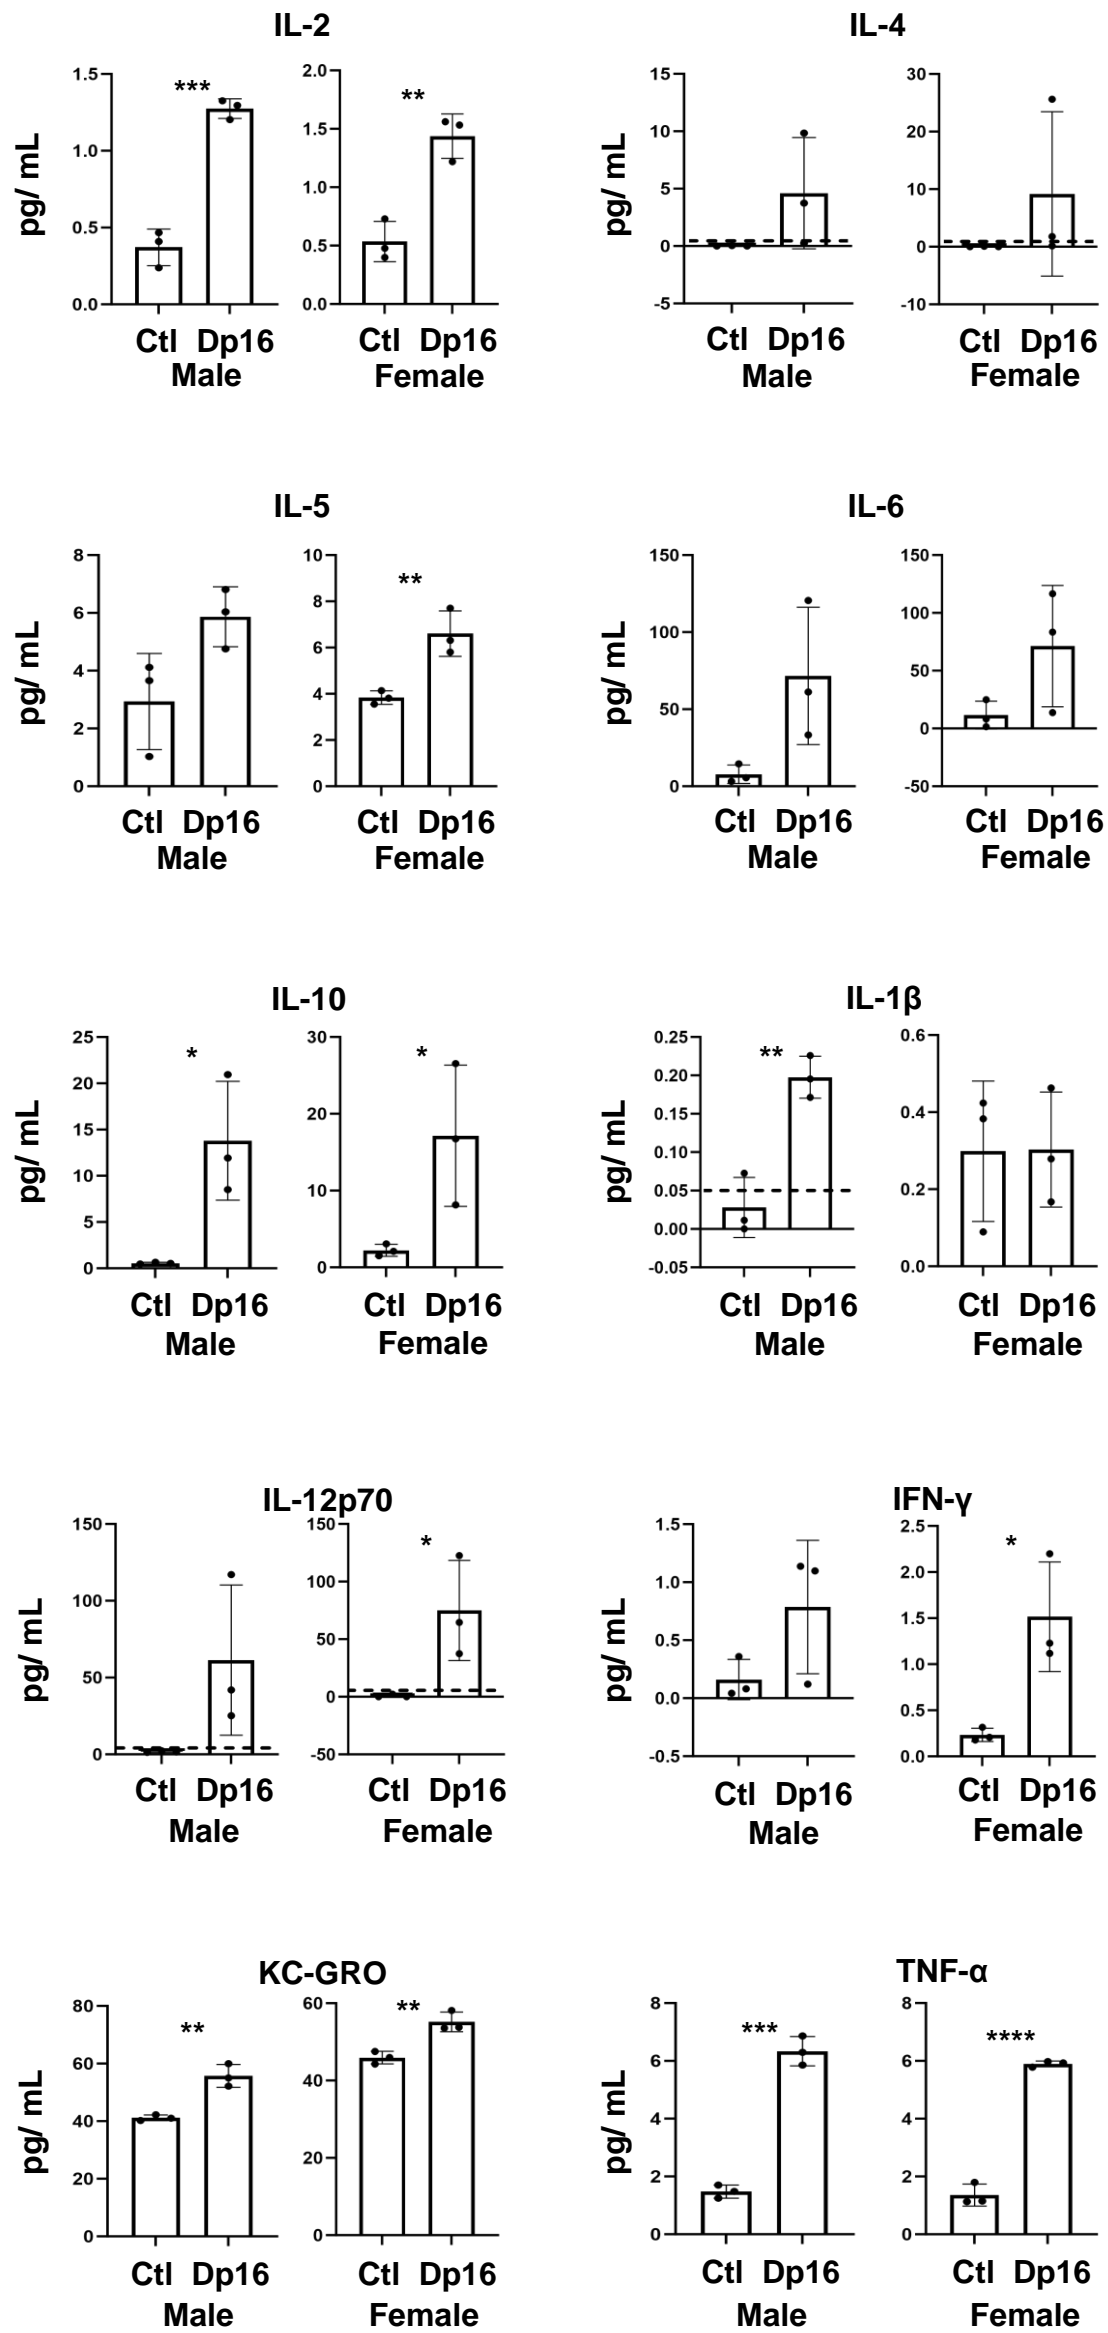 IL-2
IL-4
pg/ mL
1.5
1.0
0.5
0.0
***
2.0
1.5
1.0
0.5
0.0
**
pg/ mL
15
10
5
0
-5
30
20
10
0
-10
Ctl Dp16
Male
Ctl Dp16
Female
Ctl Dp16
Male
Ctl Dp16
Female
IL-5
IL-6
pg/ mL
8
6
4
2
0
10
8
6
4
2
0
**
pg/ mL
150
100
50
0
150
100
50
0
-50
Ctl Dp16
Male
Ctl Dp16
Female
Ctl Dp16
Male
Ctl Dp16
Female
IL-10
IL-1β
pg/ mL
25
20
15
10
5
0
*
30
20
10
0
*
pg/ mL
0.25
0.20
0.15
0.10
0.05
0.00
-0.05
**
0.6
0.4
0.2
0.0
Ctl Dp16
Male
Ctl Dp16
Female
Ctl Dp16
Male
Ctl Dp16
Female
IL-12p70
IFN-γ
pg/ mL
150
100
50
0
150
100
50
0
-50
*
pg/ mL
1.5
1.0
0.5
0.0
-0.5
2.5
2.0
1.5
1.0
0.5
0.0
*
Ctl Dp16
Male
Ctl Dp16
Female
Ctl Dp16
Male
Ctl Dp16
Female
KC-GRO
TNF-α
pg/ mL
80
60
40
20
0
**
60
40
20
0
**
pg/ mL
8
6
4
2
0
***
8
6
4
2
0
****
Ctl Dp16
Male
Ctl Dp16
Female
Ctl Dp16
Male
Ctl Dp16
Female